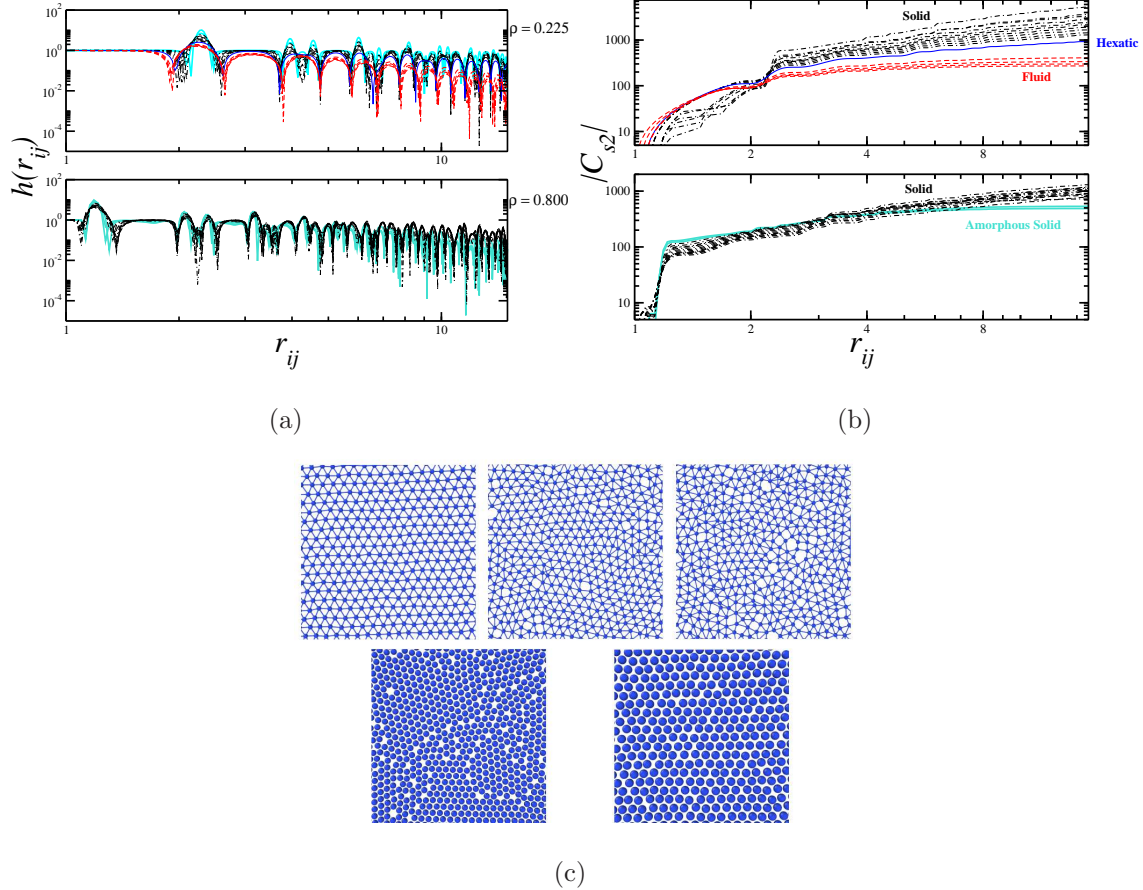 10^2
10^0
10^-2
10^-4
ρ = 0.225
1
10
h(r_ij)
10^2
10^0
10^-2
10^-4
ρ = 0.800
1
10
r_ij
(a)
1000
100
10
Solid
Hexatic
Fluid
1
2
4
8
|C_s2|
1000
100
10
Solid
Amorphous Solid
1
2
4
8
r_ij
(b)
(c)